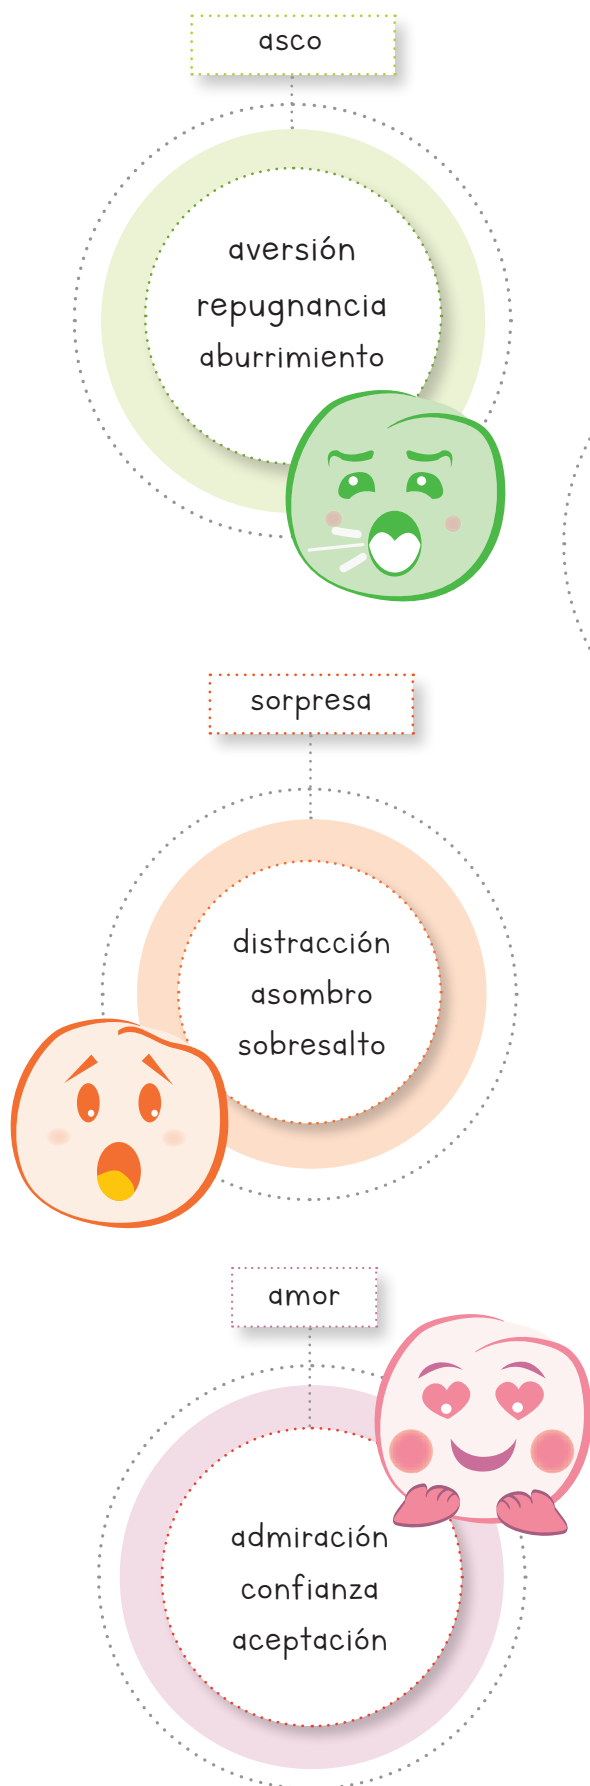 asco
aversión
repugnancia
aburrimiento
sorpresa
distracción
asombro
sobresalto
amor
admiración
confianza
aceptación